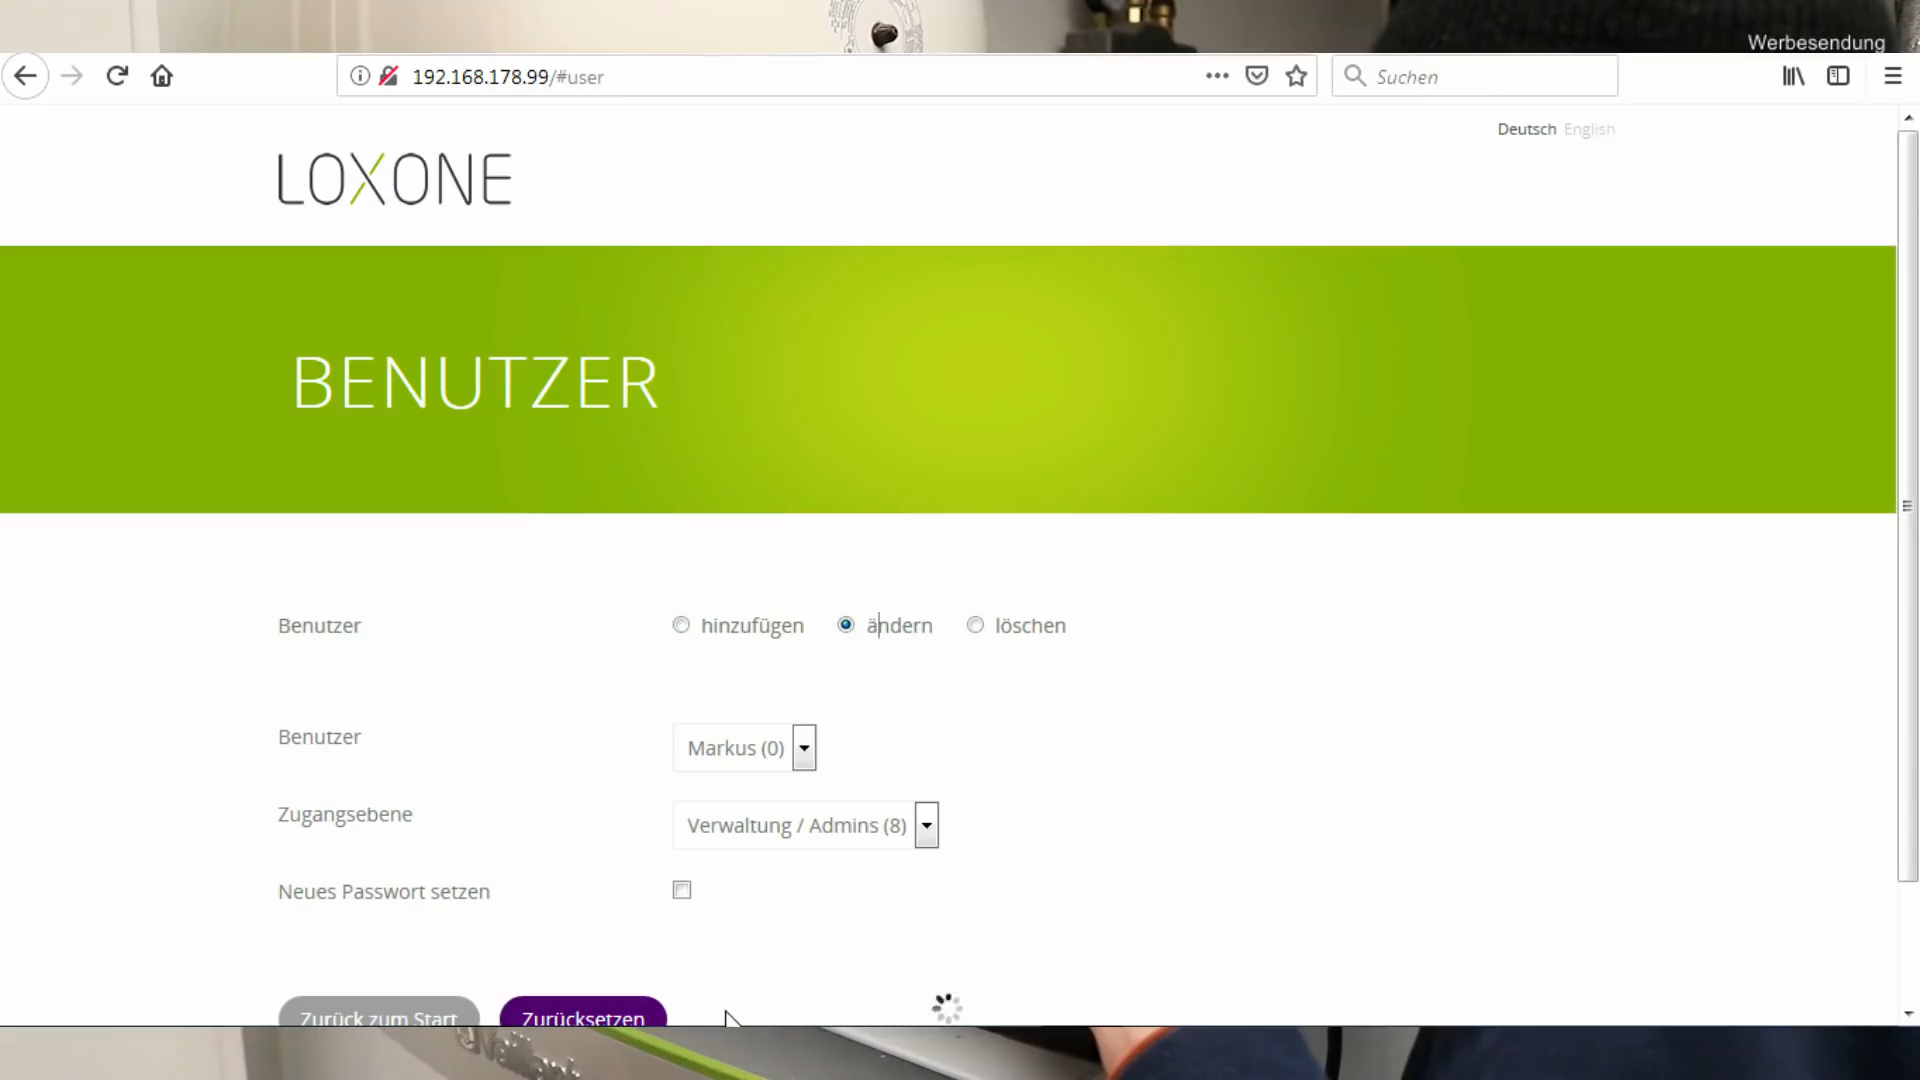 Werbesendung
192.168.178.99/#user
Suchen
Deutsch English
LOXONE
BENUTZER
Benutzer
hinzufügen ändern löschen
Benutzer
Markus (0)
Zugangsebene
Verwaltung / Admins (8)
Neues Passwort setzen
Zurück zum Start
Zurücksetzen
Vaillant